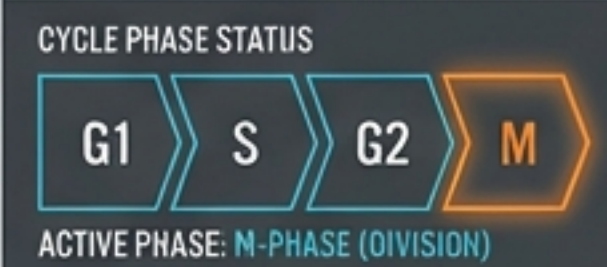 CYCLE PHASE STATUS
G1 S G2 M
ACTIVE PHASE: M-PHASE (OIVISION)